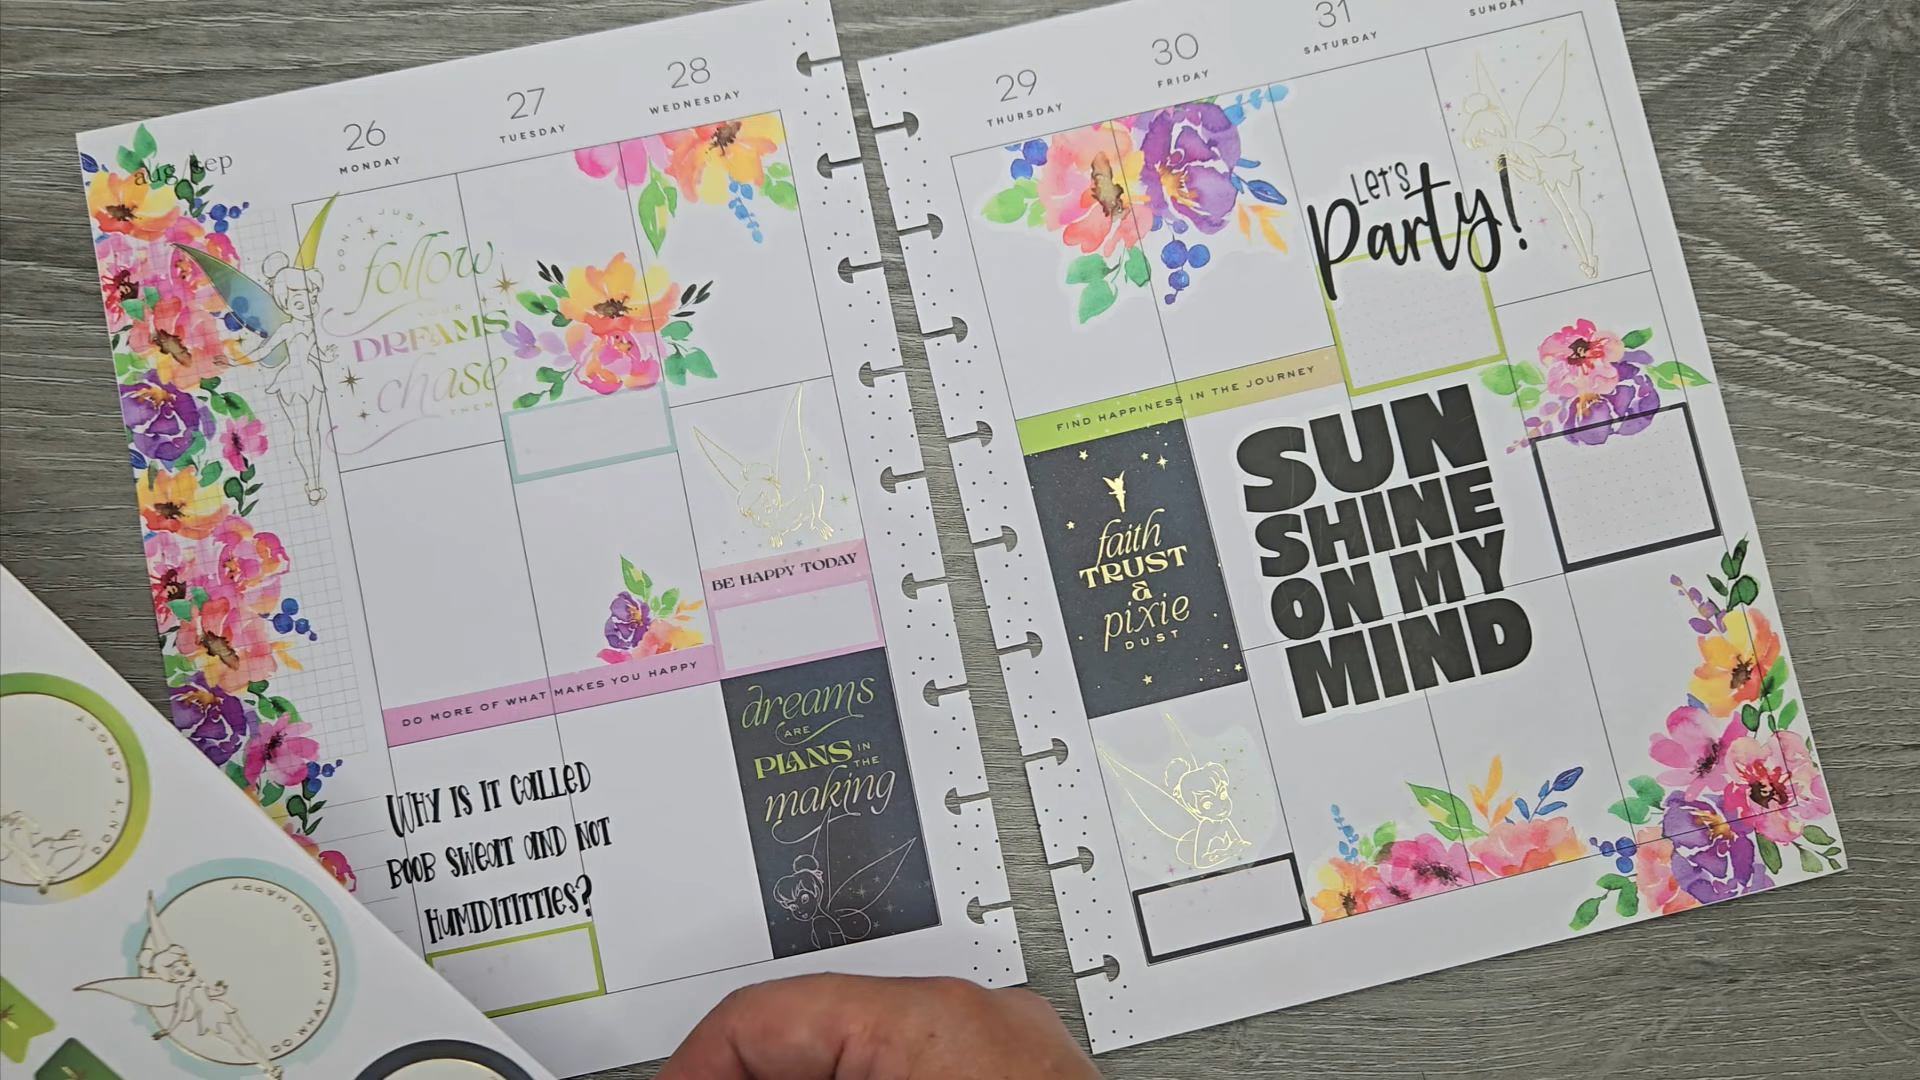 aug/sep
26
MONDAY
27
TUESDAY
28
WEDNESDAY
DON'T JUST
follow
YOUR
DREAMS
chase
THEM
BE HAPPY TODAY
DO MORE OF WHAT MAKES YOU HAPPY
WHY IS IT CALLED
BOOB SWEAT AND NOT
HUMIDITITTIES?
dreams
ARE
PLANS IN
THE
making
29
THURSDAY
30
FRIDAY
31
SATURDAY
SUNDAY
LET'S
Party!
FIND HAPPINESS IN THE JOURNEY
faith
TRUST
&
pixie
DUST
SUN
SHINE
ON MY
MIND
DON'T FORGET
DO WHAT MAKES YOU HAPPY